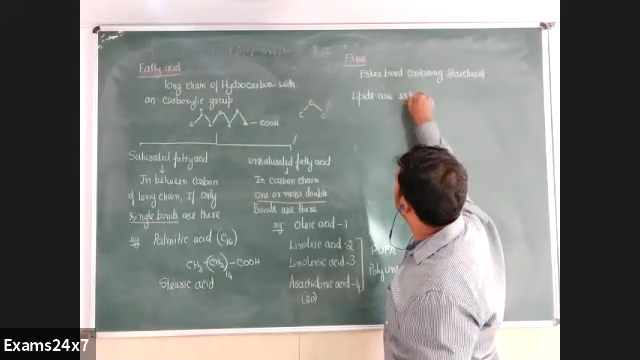 Fatty acid
long chain of Hydrocarbon with
an carboxylic group
COOH
Saturated fatty acid
In between carbon
of long chain, If only
single bonds are there
eg: Palmitic acid (C16)
CH3-(CH2)14-COOH
Stearic acid
unsaturated fatty acid
In carbon chain
one or more double
Bonds are there
eg: Oleic acid - 1
Linoleic acid - 2
Linolenic acid - 3
Arachidonic acid - 4
(20)
PUFA
Polyuns
Ester bond containing structures
Lipids are
Exams24x7